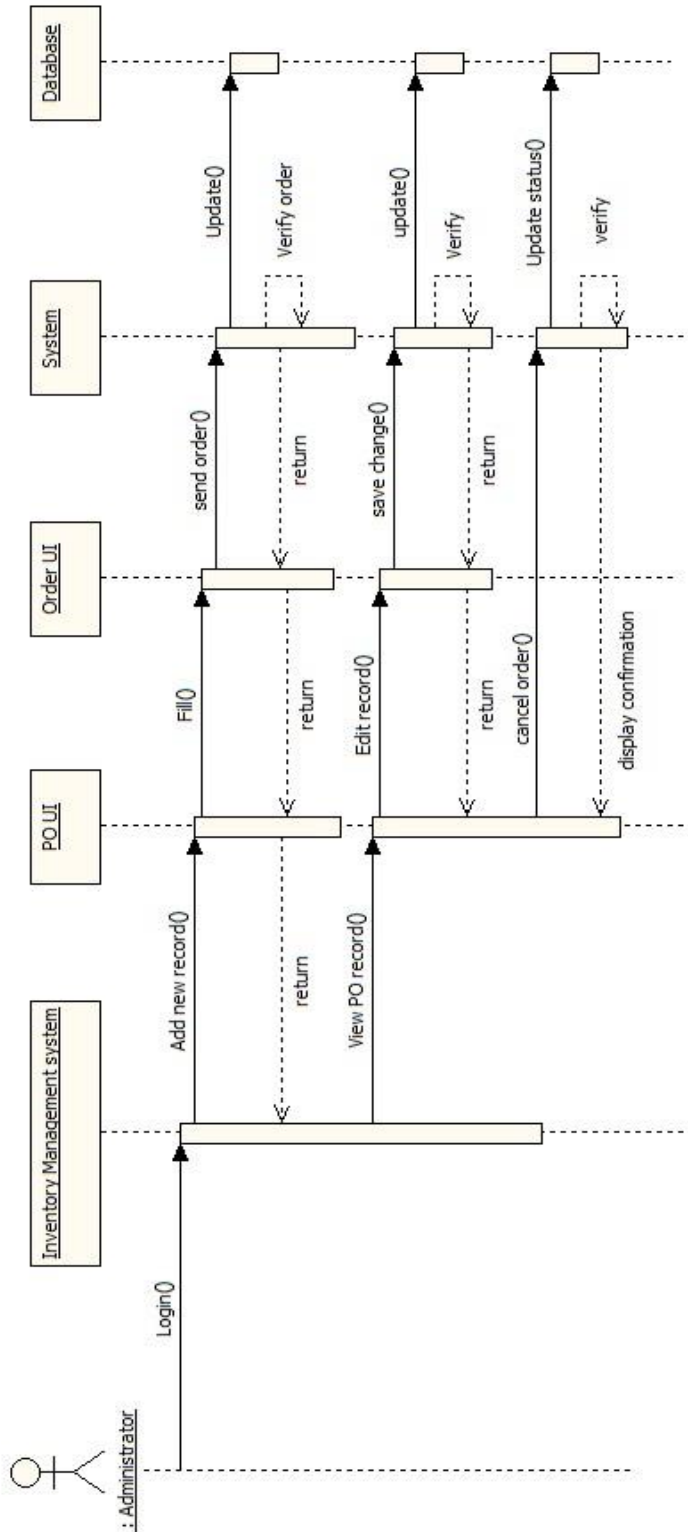 : Administrator
Inventory Management system
PO UI
Order UI
System
Database
Login()
Add new record()
Fill()
send order()
Update()
Verify order
return
return
return
View PO record()
Edit record()
save change()
update()
Verify
return
return
cancel order()
Update status()
verify
display confirmation